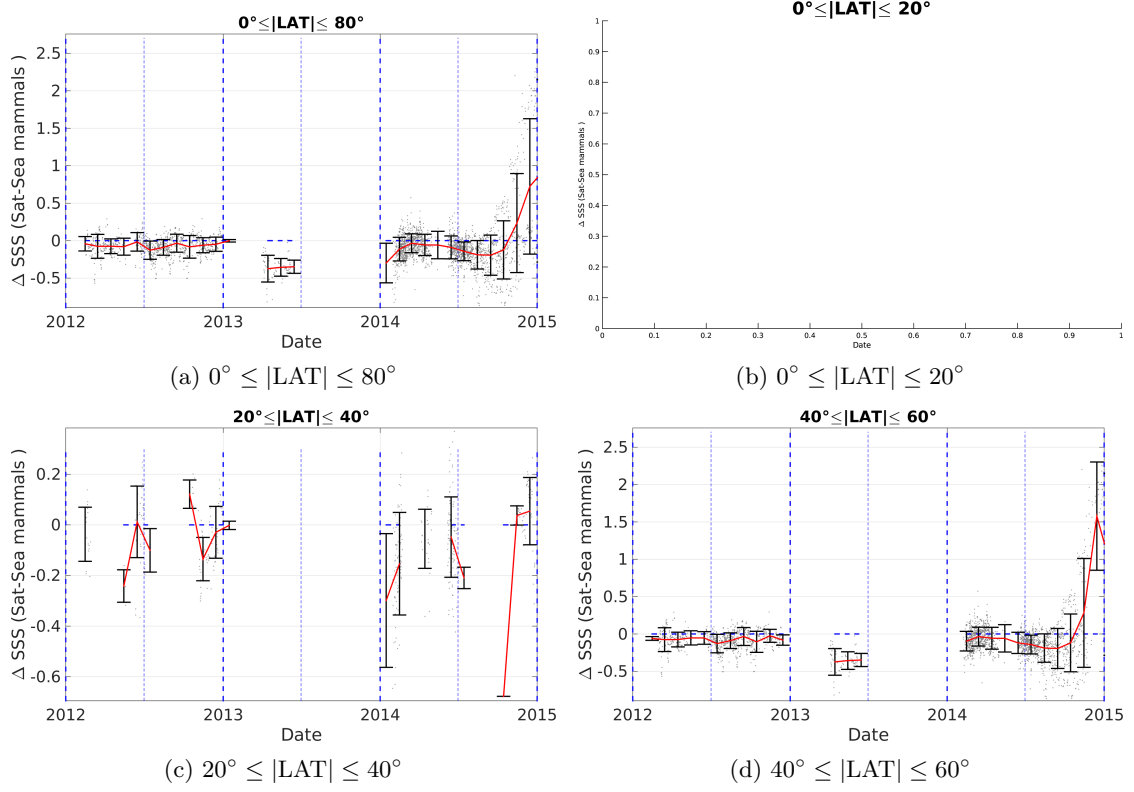 0°≤|LAT|≤ 80°
Δ SSS (Sat-Sea mammals )
2.5
2
1.5
1
0.5
0
-0.5
2012 2013 2014 2015
Date
(a) 0° ≤ |LAT| ≤ 80°
0°≤|LAT|≤ 20°
Δ SSS (Sat-Sea mammals )
1
0.9
0.8
0.7
0.6
0.5
0.4
0.3
0.2
0.1
0
0 0.1 0.2 0.3 0.4 0.5 0.6 0.7 0.8 0.9 1
Date
(b) 0° ≤ |LAT| ≤ 20°
20°≤|LAT|≤ 40°
Δ SSS (Sat-Sea mammals )
0.2
0
-0.2
-0.4
-0.6
2012 2013 2014 2015
Date
(c) 20° ≤ |LAT| ≤ 40°
40°≤|LAT|≤ 60°
Δ SSS (Sat-Sea mammals )
2.5
2
1.5
1
0.5
0
-0.5
2012 2013 2014 2015
Date
(d) 40° ≤ |LAT| ≤ 60°